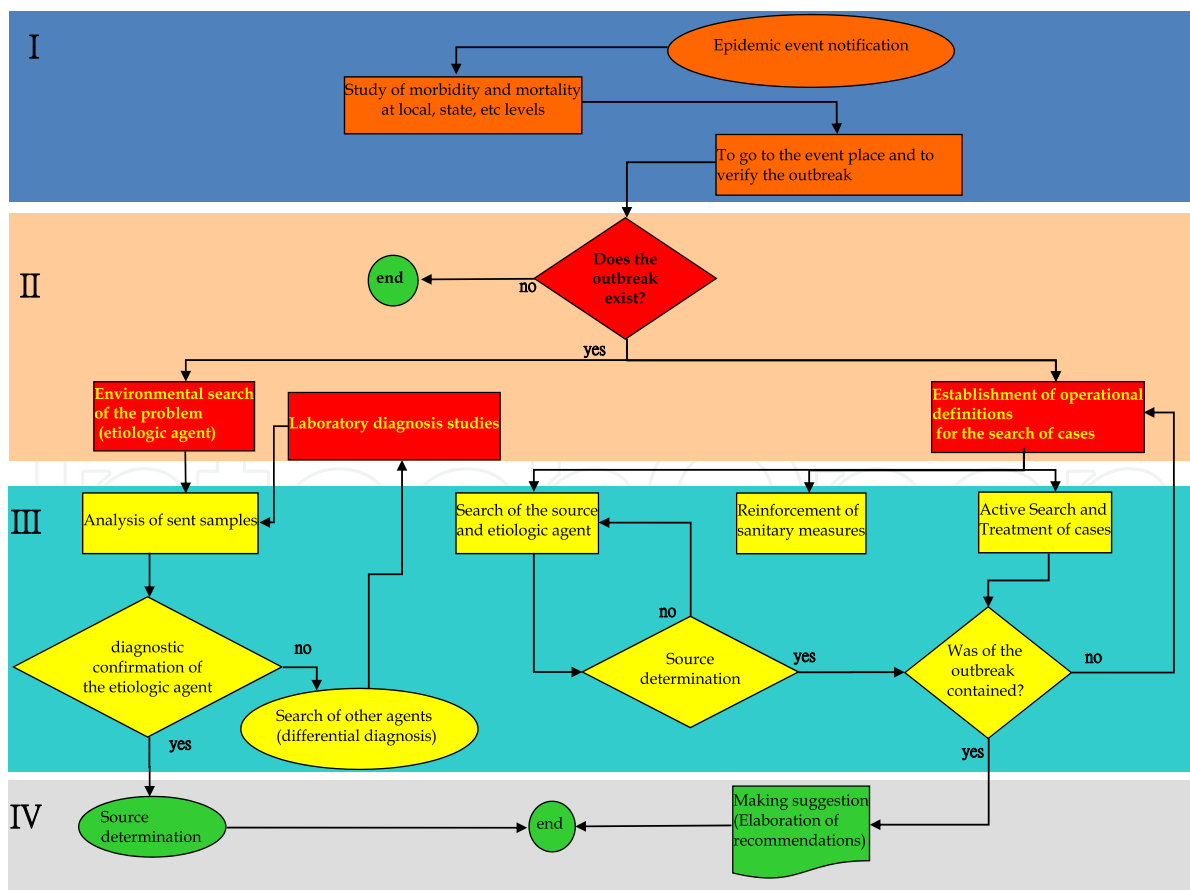 I
Epidemic event notification
Study of morbidity and mortality
at local, state, etc levels
To go to the event place and to
verify the outbreak
II
Does the
outbreak
exist?
end
no
yes
Environmental search
of the problem
(etiologic agent)
Laboratory diagnosis studies
Establishment of operational
definitions
for the search of cases
III
Analysis of sent samples
Search of the source
and etiologic agent
Reinforcement of
sanitary measures
Active Search and
Treatment of cases
diagnostic
confirmation of
the etiologic agent
no
Search of other agents
(differential diagnosis)
yes
no
Source
determination
yes
Was of the
outbreak
contained?
no
yes
IV
Source
determination
end
Making suggestion
(Elaboration of
recommendations)